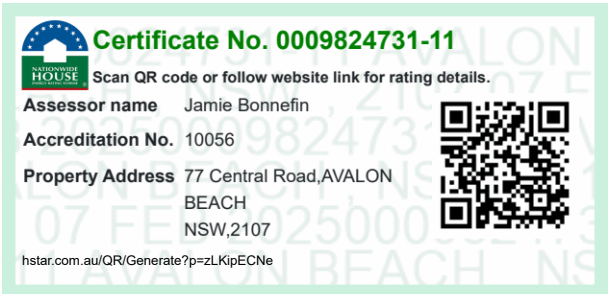 Certificate No. 0009824731-11
NATIONWIDE
HOUSE
ENERGY RATING SCHEME
Scan QR code or follow website link for rating details.
Assessor name Jamie Bonnefin
Accreditation No. 10056
Property Address 77 Central Road,AVALON
BEACH
NSW,2107
hstar.com.au/QR/Generate?p=zLKipECNe